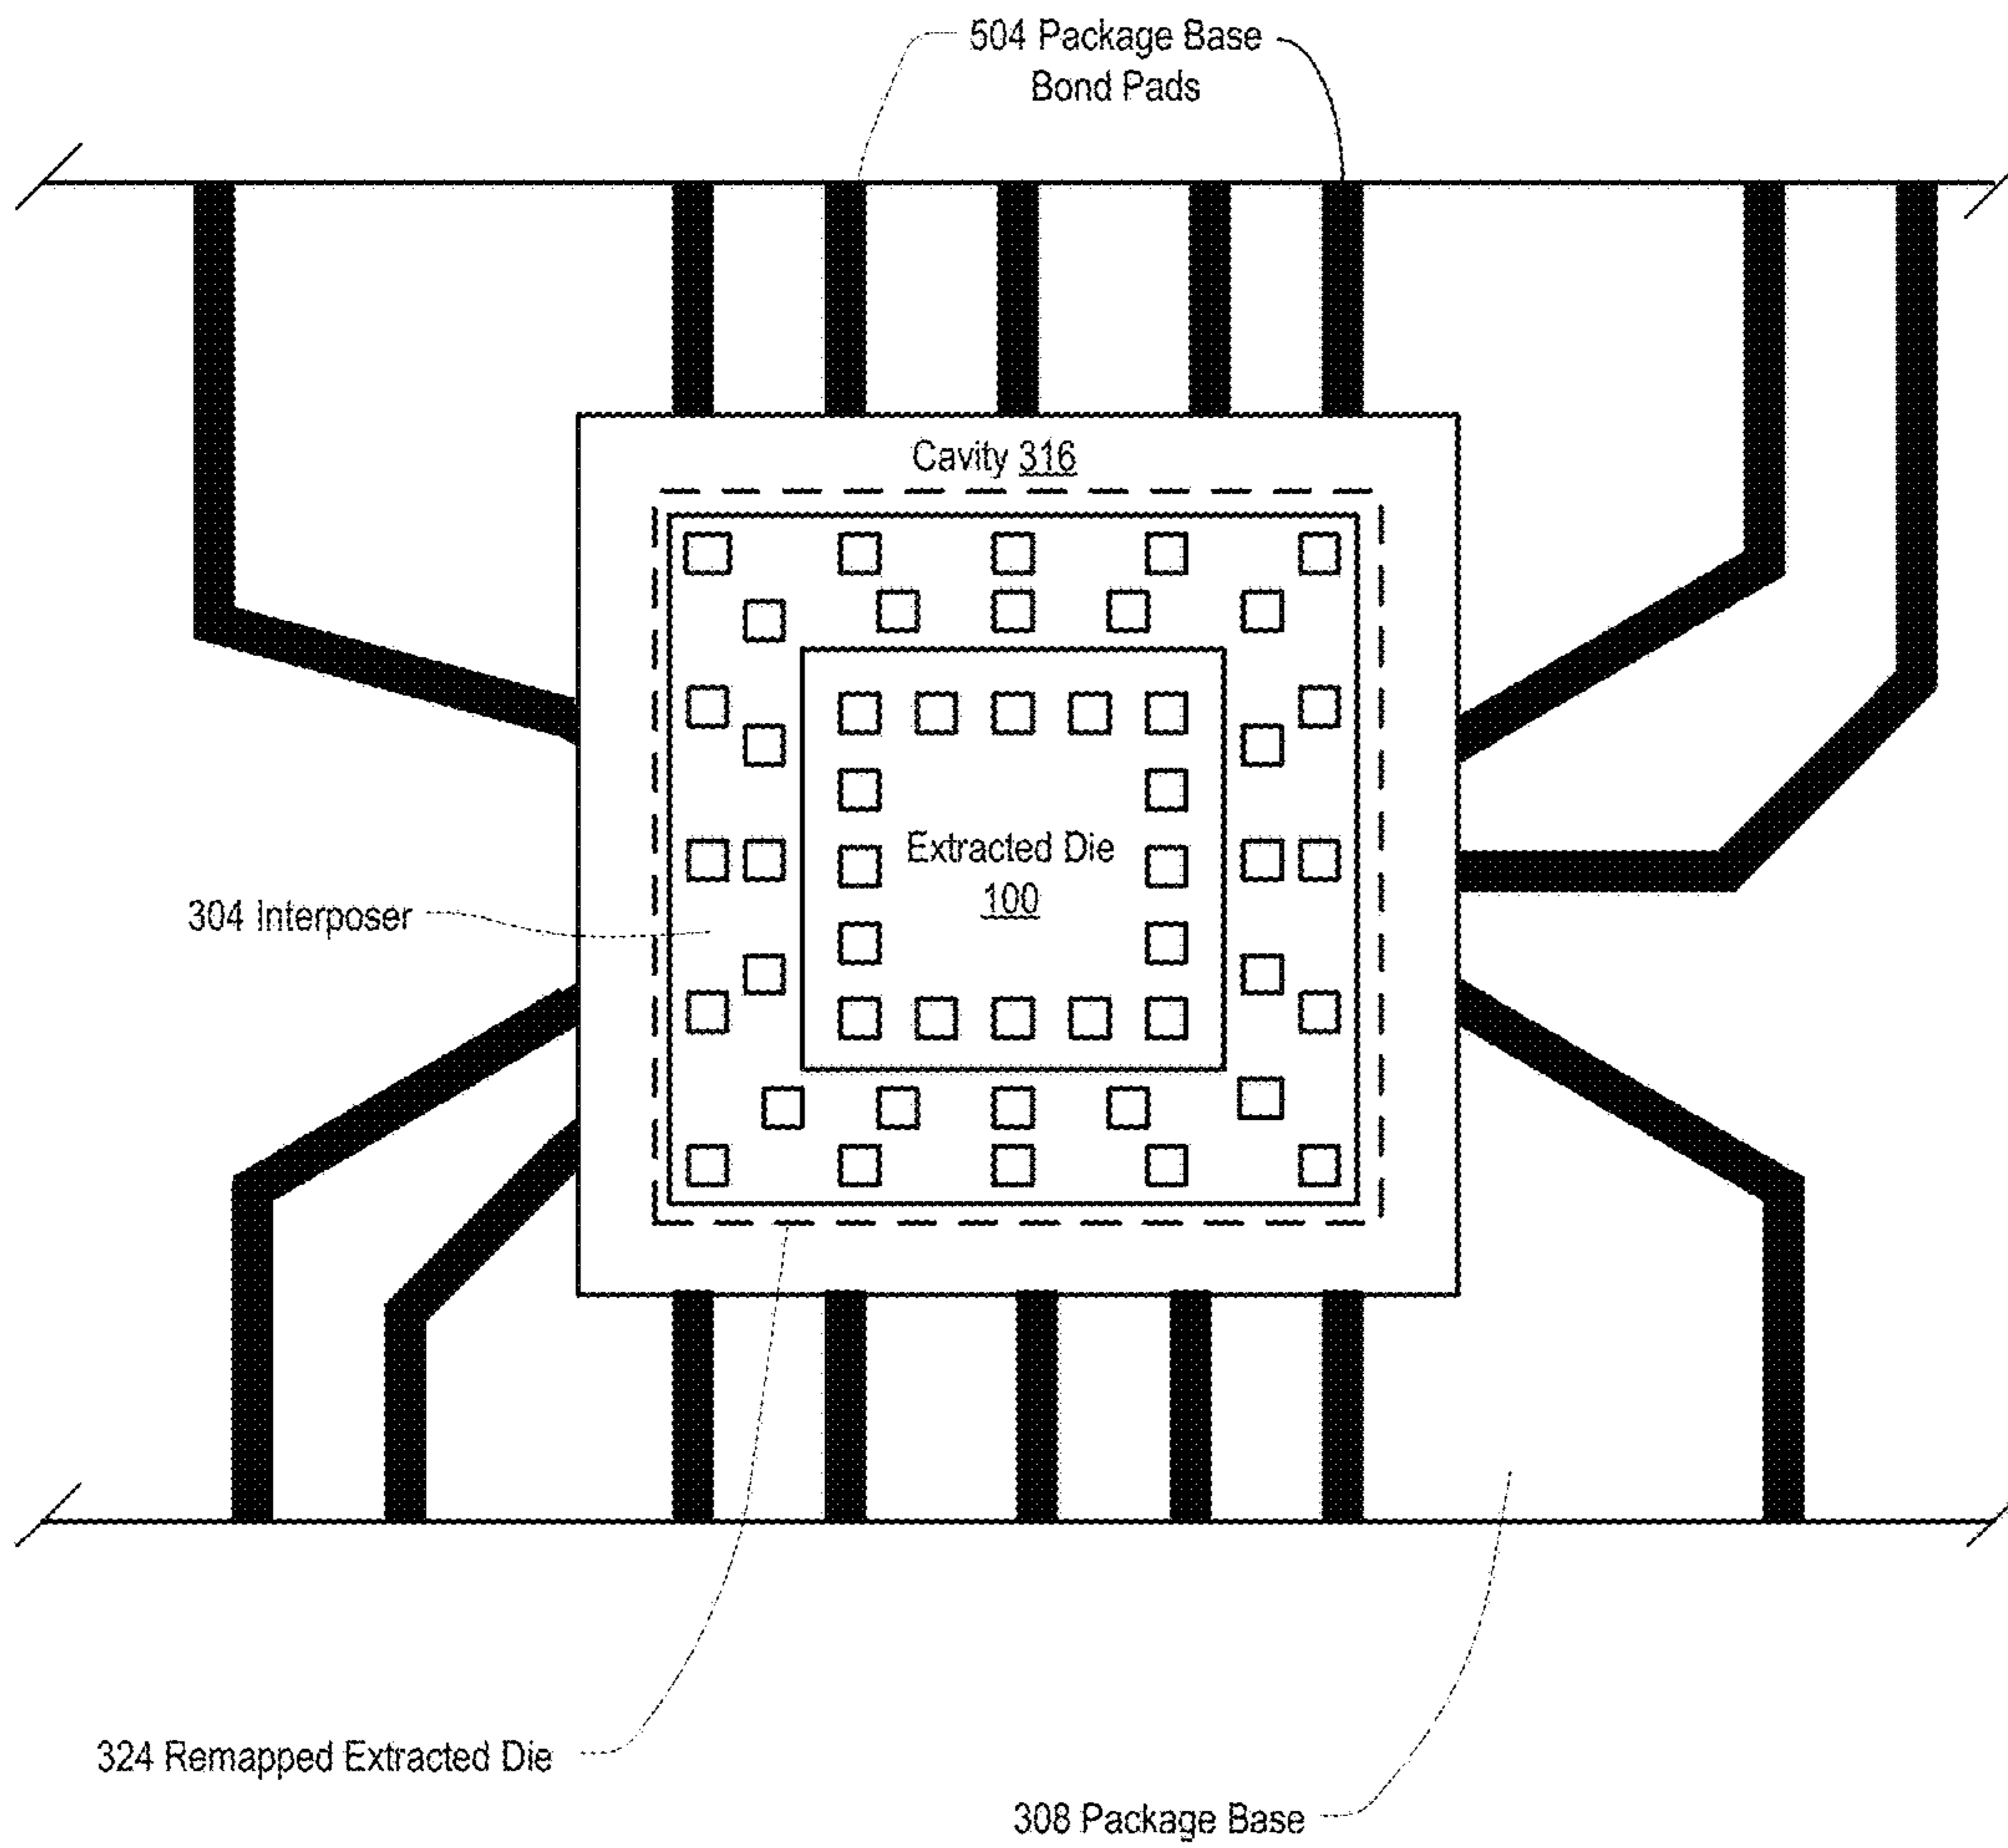 504 Package Base
Bond Pads
Cavity 316
Extracted Die
100
304 Interposer
324 Remapped Extracted Die
308 Package Base